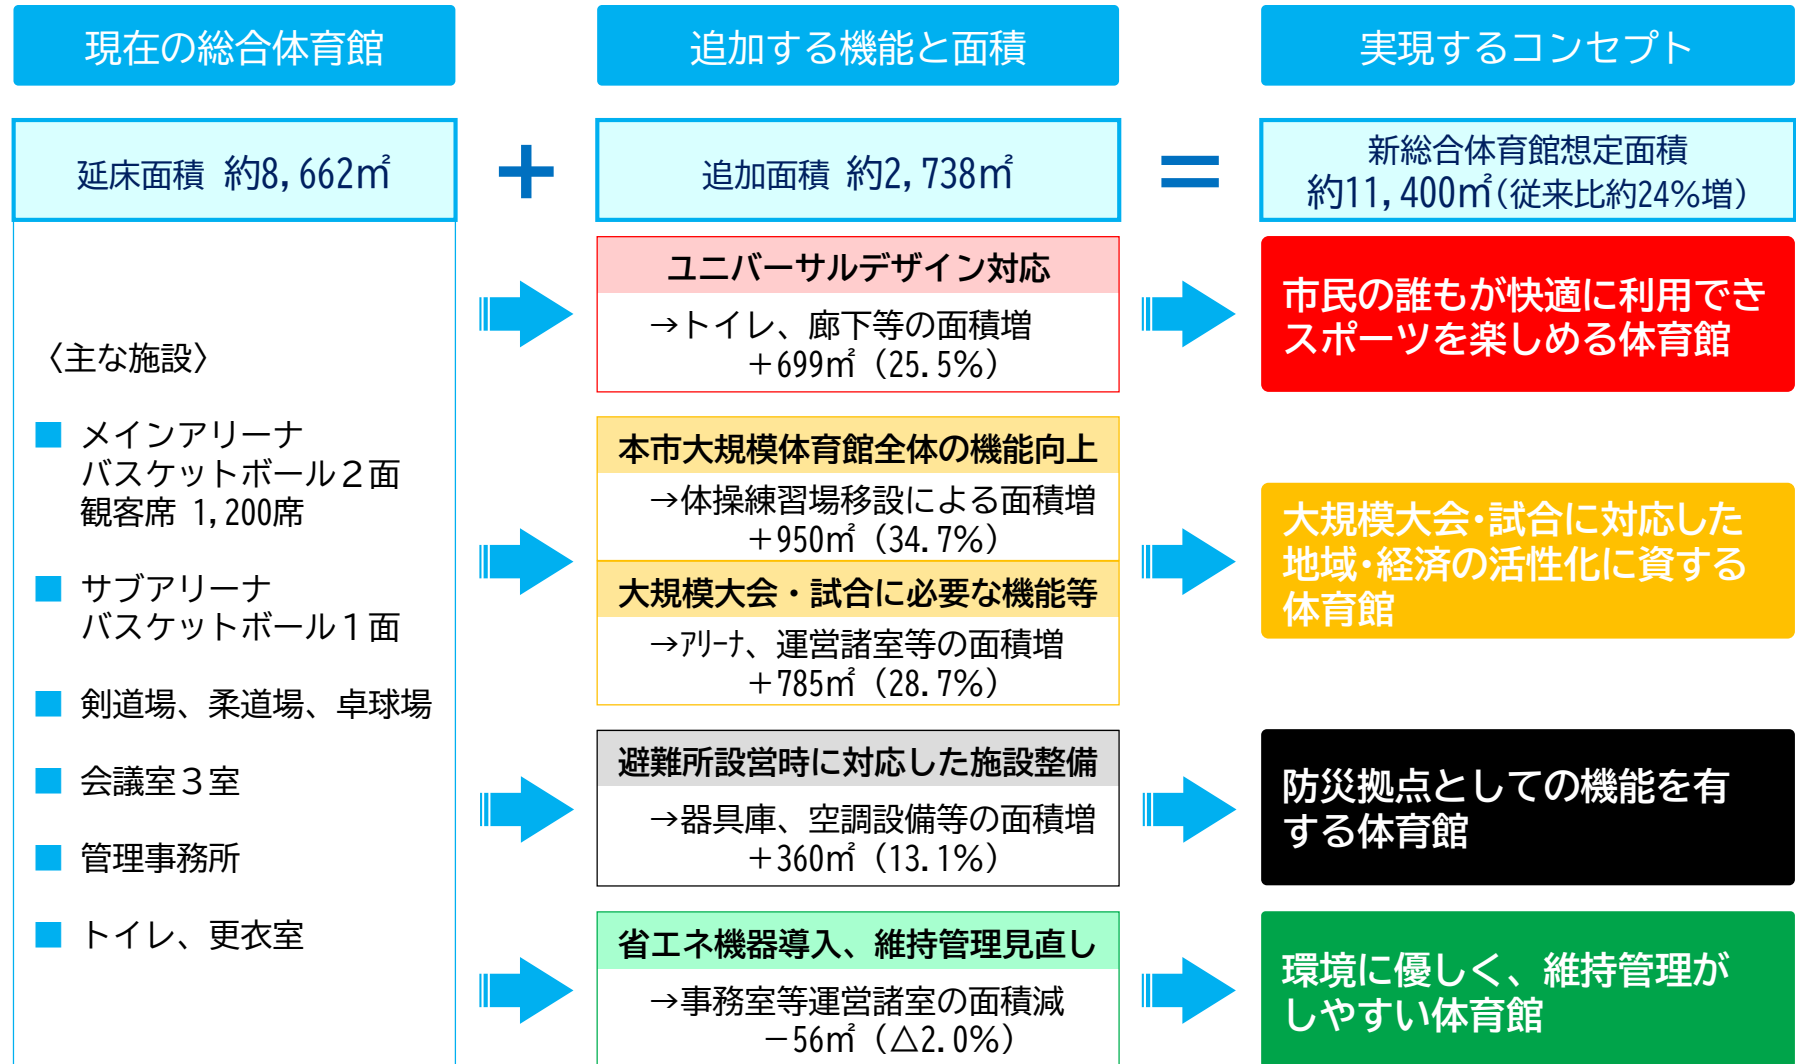 現在の総合体育館
追加する機能と面積
実現するコンセプト
延床面積 約8,662㎡
＋
追加面積 約2,738㎡
＝
新総合体育館想定面積
約11,400㎡(従来比約24%増)
〈主な施設〉
■ メインアリーナ
バスケットボール２面
観客席 1,200席
■ サブアリーナ
バスケットボール１面
■ 剣道場、柔道場、卓球場
■ 会議室３室
■ 管理事務所
■ トイレ、更衣室
ユニバーサルデザイン対応
→トイレ、廊下等の面積増
＋699㎡（25.5%）
市民の誰もが快適に利用でき
スポーツを楽しめる体育館
本市大規模体育館全体の機能向上
→体操練習場移設による面積増
＋950㎡（34.7%）
大規模大会・試合に必要な機能等
→ｱﾘｰﾅ、運営諸室等の面積増
＋785㎡（28.7%）
大規模大会･試合に対応した
地域･経済の活性化に資する
体育館
避難所設営時に対応した施設整備
→器具庫、空調設備等の面積増
＋360㎡（13.1%）
防災拠点としての機能を有
する体育館
省エネ機器導入、維持管理見直し
→事務室等運営諸室の面積減
－56㎡（△2.0%）
環境に優しく、維持管理が
しやすい体育館